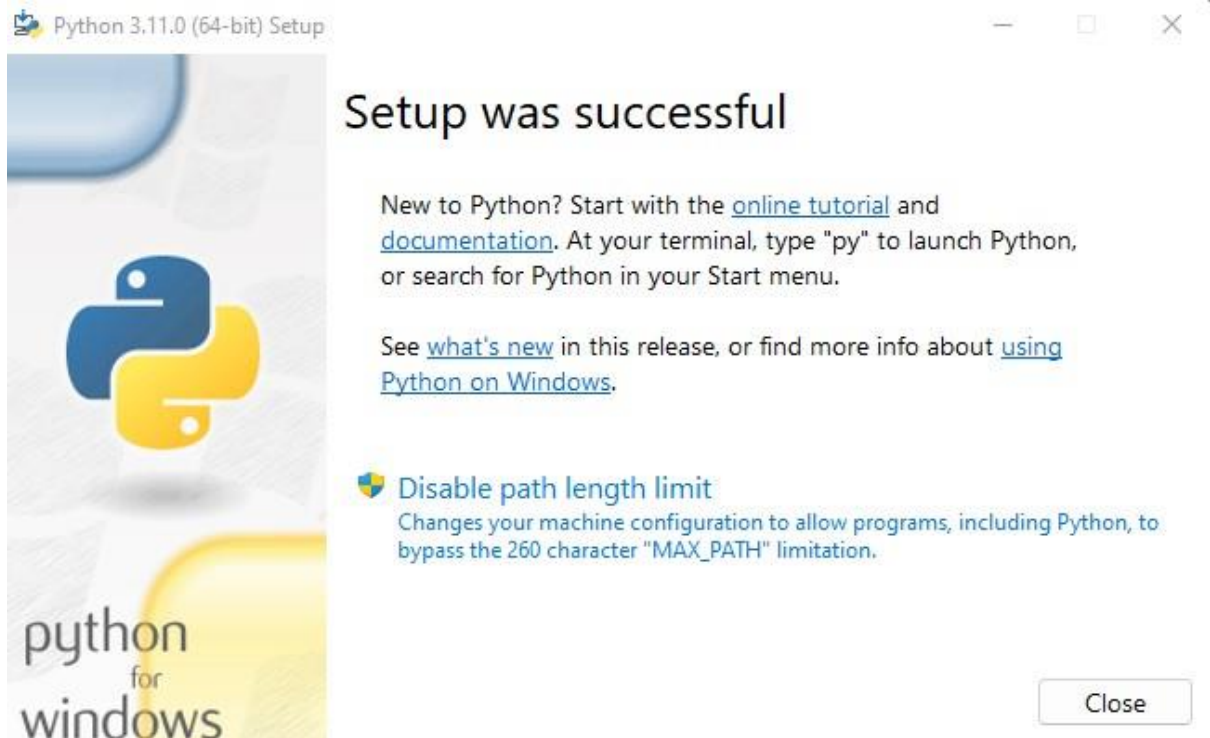 Python 3.11.0 (64-bit) Setup
Setup was successful
New to Python? Start with the online tutorial and
documentation. At your terminal, type "py" to launch Python,
or search for Python in your Start menu.
See what's new in this release, or find more info about using
Python on Windows.
Disable path length limit
Changes your machine configuration to allow programs, including Python, to
bypass the 260 character "MAX_PATH" limitation.
python
for
windows
Close